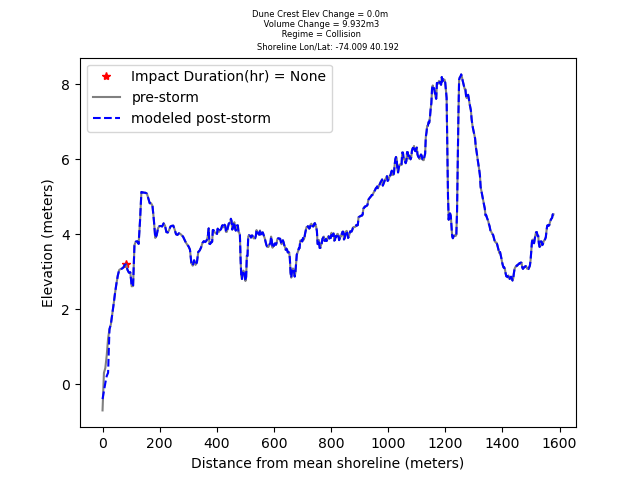 Dune Crest Elev Change = 0.0m
Volume Change = 9.932m3
Regime = Collision
Shoreline Lon/Lat: -74.009 40.192
Impact Duration(hr) = None
pre-storm
modeled post-storm
Elevation (meters)
8
6
4
2
0
0 200 400 600 800 1000 1200 1400 1600
Distance from mean shoreline (meters)